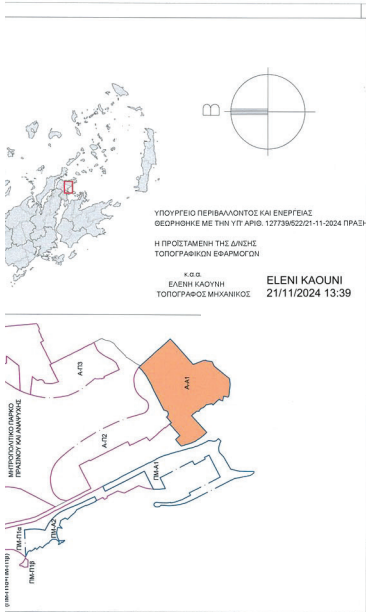 Β
ΥΠΟΥΡΓΕΙΟ ΠΕΡΙΒΑΛΛΟΝΤΟΣ ΚΑΙ ΕΝΕΡΓΕΙΑΣ
ΘΕΩΡΗΘΗΚΕ ΜΕ ΤΗΝ ΥΠ' ΑΡΙΘ. 127739/522/21-11-2024 ΠΡΑΞΗ
Η ΠΡΟΪΣΤΑΜΕΝΗ ΤΗΣ Δ/ΝΣΗΣ
ΤΟΠΟΓΡΑΦΙΚΩΝ ΕΦΑΡΜΟΓΩΝ
κ.α.α.
ΕΛΕΝΗ ΚΑΟΥΝΗ
ΤΟΠΟΓΡΑΦΟΣ ΜΗΧΑΝΙΚΟΣ
ELENI KAOUNI
21/11/2024 13:39
Α-Π3
Α-Α1
ΜΗΤΡΟΠΟΛΙΤΙΚΟ ΠΑΡΚΟ
ΠΡΑΣΙΝΟΥ ΚΑΙ ΑΝΑΨΥΧΗΣ
Α-Π2
ΠΜ-Α1
ΠΜ-Α2
ΠΜ-Π1α
ΠΜ-Π1β